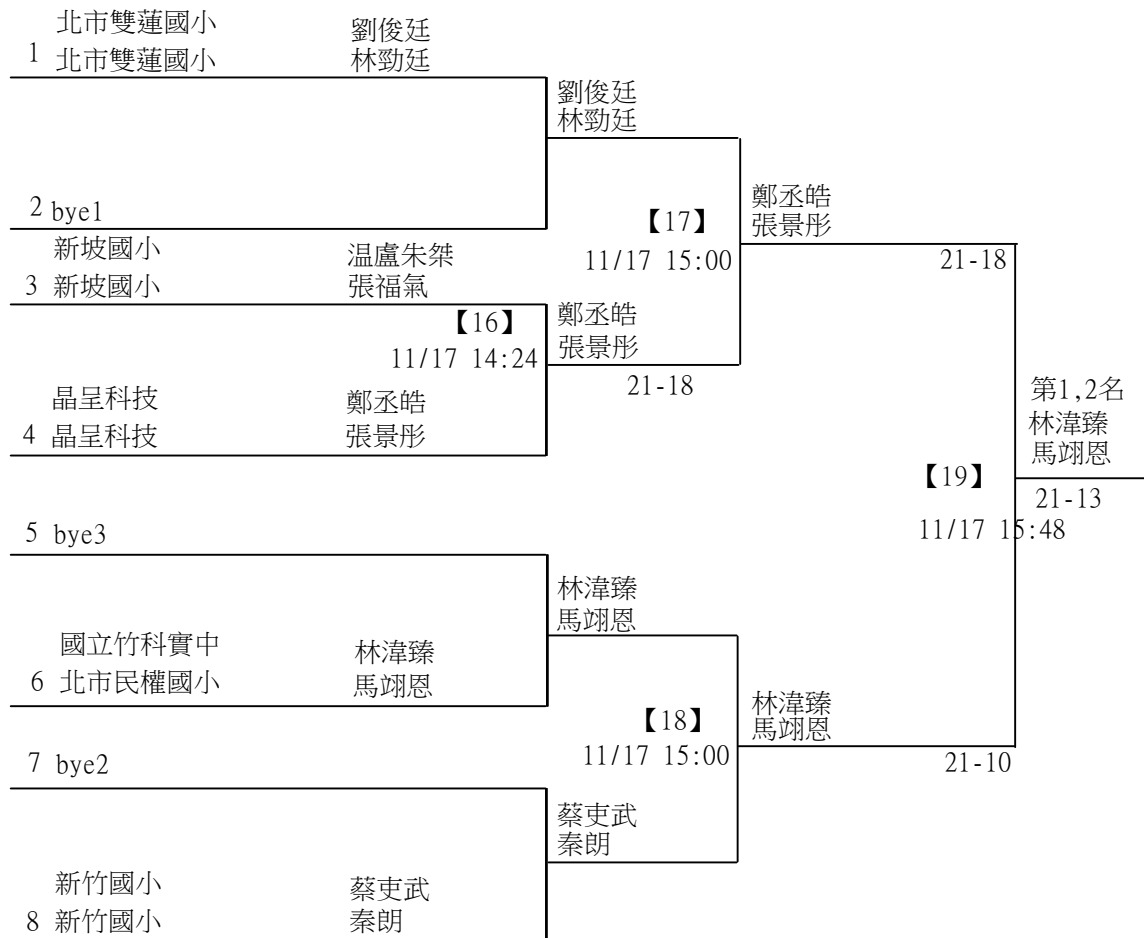 北市雙蓮國小 劉俊廷
1 北市雙蓮國小 林勁廷
劉俊廷
林勁廷
2 bye1
鄭丞皓
張景彤
【17】
11/17 15:00
21-18
新坡國小 温盧朱桀
3 新坡國小 張福氣
【16】
11/17 14:24
鄭丞皓
張景彤
21-18
晶呈科技 鄭丞皓
4 晶呈科技 張景彤
第1,2名
林湋臻
馬翊恩
【19】
21-13
11/17 15:48
5 bye3
林湋臻
馬翊恩
國立竹科實中 林湋臻
6 北市民權國小 馬翊恩
林湋臻
馬翊恩
【18】
11/17 15:00
21-10
7 bye2
蔡吏武
秦朗
新竹國小 蔡吏武
8 新竹國小 秦朗